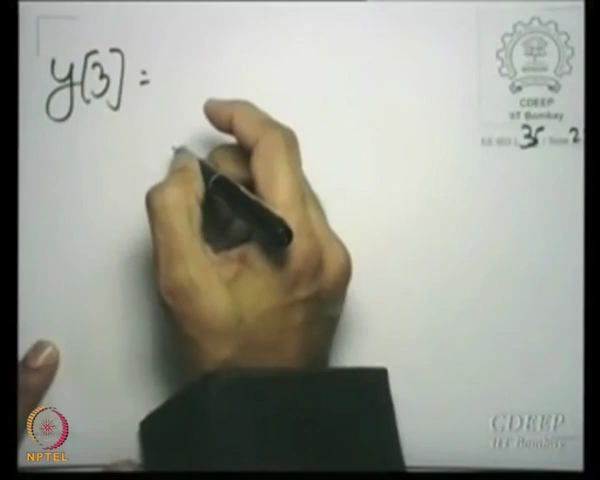 y[3] =
CDEEP
IIT Bombay
35
2
CDEEP
IIT Bombay
NPTEL